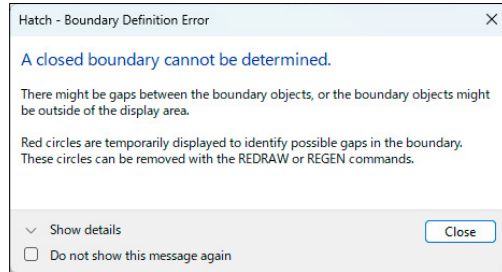 Hatch - Boundary Definition Error
A closed boundary cannot be determined.
There might be gaps between the boundary objects, or the boundary objects might
be outside of the display area.
Red circles are temporarily displayed to identify possible gaps in the boundary.
These circles can be removed with the REDRAW or REGEN commands.
Show details
Close
Do not show this message again